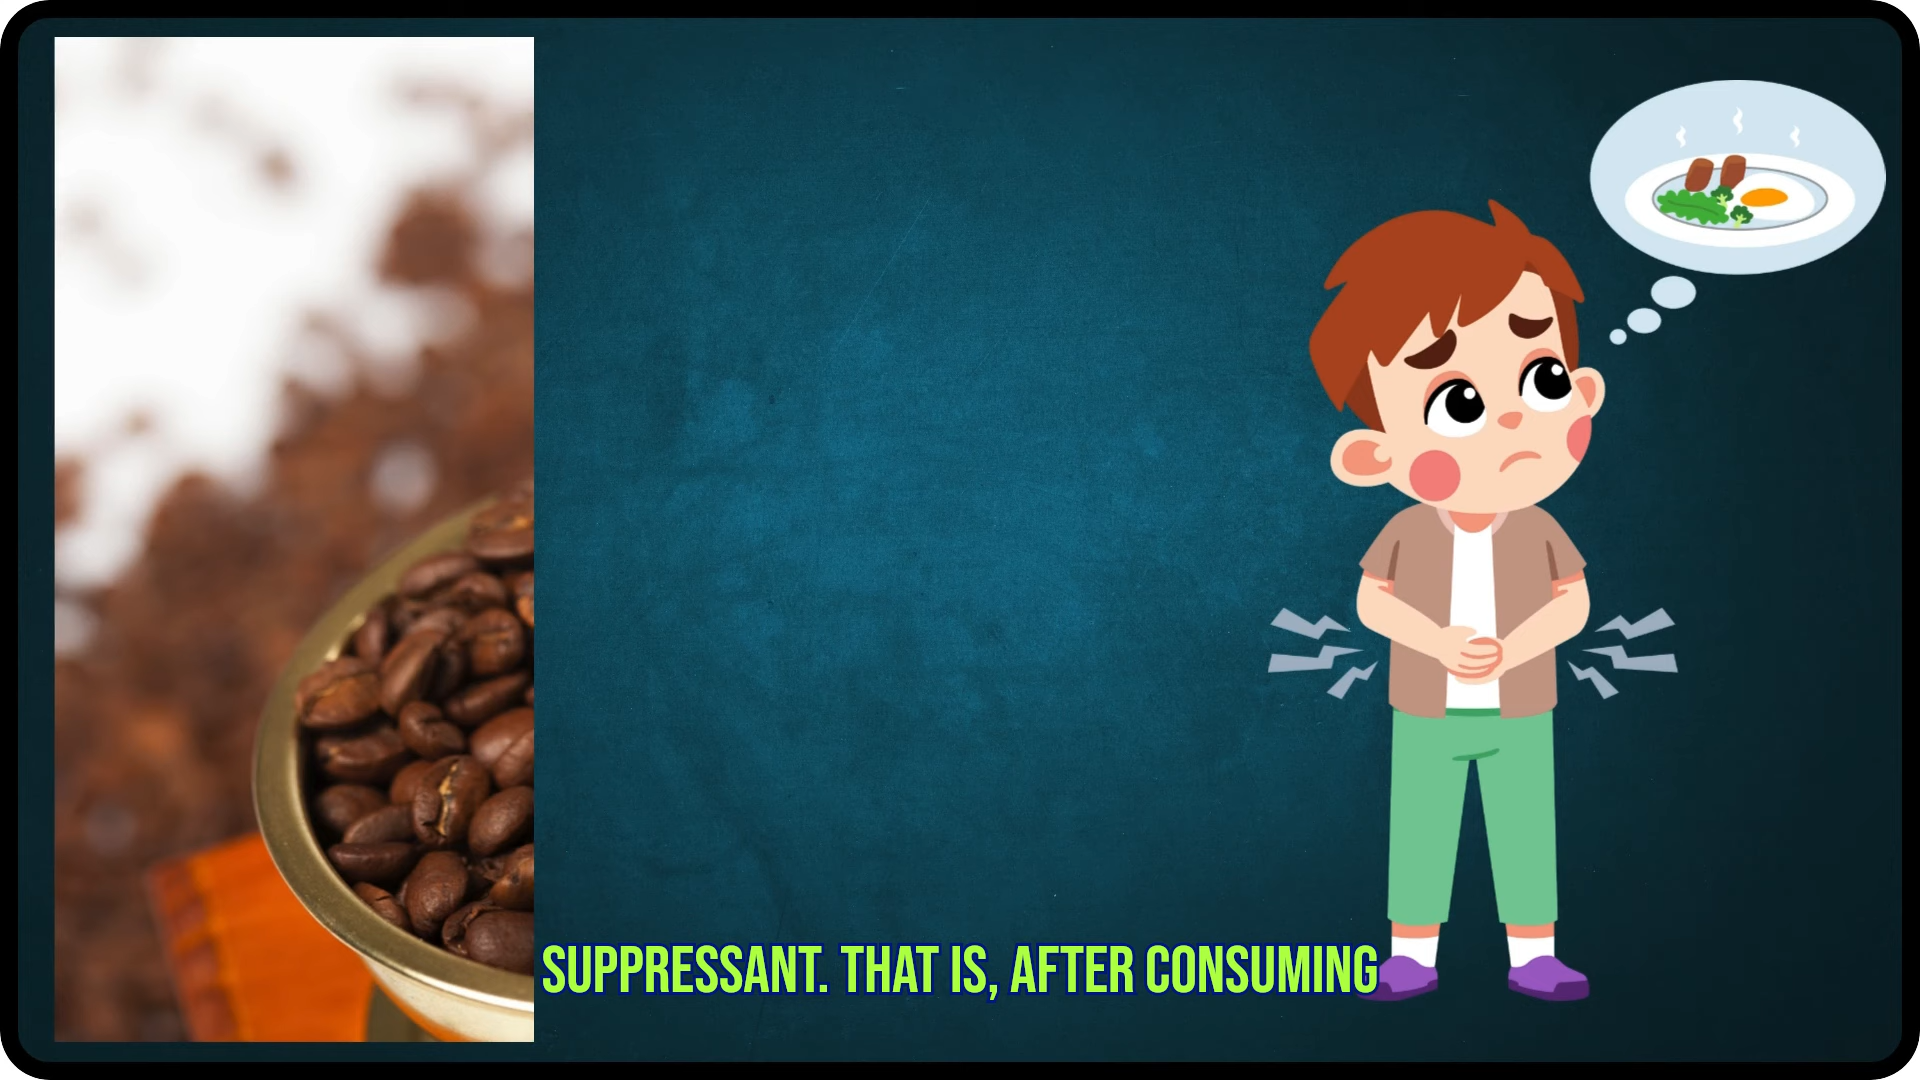 SUPPRESSANT. THAT IS, AFTER CONSUMING